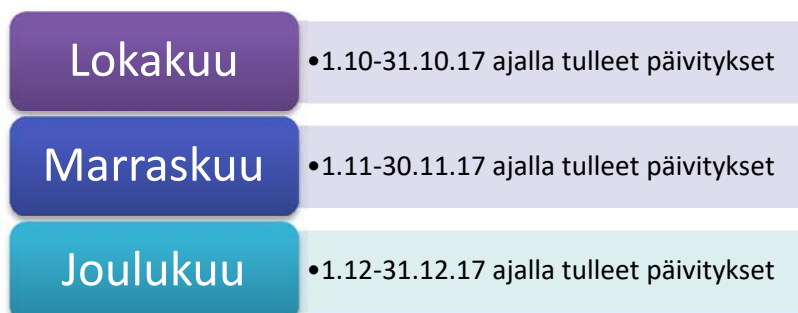 Lokakuu
•1.10-31.10.17 ajalla tulleet päivitykset
Marraskuu
•1.11-30.11.17 ajalla tulleet päivitykset
Joulukuu
•1.12-31.12.17 ajalla tulleet päivitykset